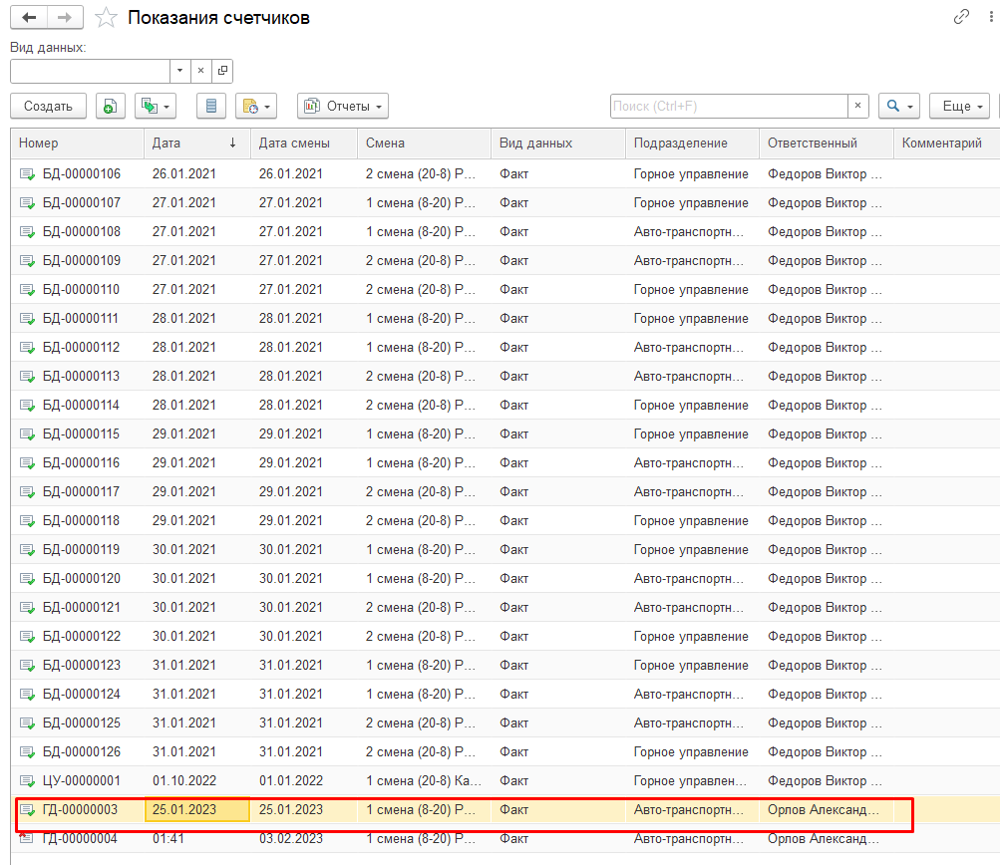 Показания счетчиков
Вид данных:
Создать Отчеты Поиск (Ctrl+F) Еще
Номер Дата Дата смены Смена Вид данных Подразделение Ответственный Комментарий
БД-00000106 26.01.2021 26.01.2021 2 смена (20-8) Р... Факт Горное управление Федоров Виктор ...
БД-00000107 27.01.2021 27.01.2021 1 смена (8-20) Р... Факт Горное управление Федоров Виктор ...
БД-00000108 27.01.2021 27.01.2021 1 смена (8-20) Р... Факт Авто-транспортн... Федоров Виктор ...
БД-00000109 27.01.2021 27.01.2021 2 смена (20-8) Р... Факт Авто-транспортн... Федоров Виктор ...
БД-00000110 27.01.2021 27.01.2021 2 смена (20-8) Р... Факт Горное управление Федоров Виктор ...
БД-00000111 28.01.2021 28.01.2021 1 смена (8-20) Р... Факт Горное управление Федоров Виктор ...
БД-00000112 28.01.2021 28.01.2021 1 смена (8-20) Р... Факт Авто-транспортн... Федоров Виктор ...
БД-00000113 28.01.2021 28.01.2021 2 смена (20-8) Р... Факт Авто-транспортн... Федоров Виктор ...
БД-00000114 28.01.2021 28.01.2021 2 смена (20-8) Р... Факт Горное управление Федоров Виктор ...
БД-00000115 29.01.2021 29.01.2021 1 смена (8-20) Р... Факт Горное управление Федоров Виктор ...
БД-00000116 29.01.2021 29.01.2021 1 смена (8-20) Р... Факт Авто-транспортн... Федоров Виктор ...
БД-00000117 29.01.2021 29.01.2021 2 смена (20-8) Р... Факт Авто-транспортн... Федоров Виктор ...
БД-00000118 29.01.2021 29.01.2021 2 смена (20-8) Р... Факт Горное управление Федоров Виктор ...
БД-00000119 30.01.2021 30.01.2021 1 смена (8-20) Р... Факт Горное управление Федоров Виктор ...
БД-00000120 30.01.2021 30.01.2021 1 смена (8-20) Р... Факт Авто-транспортн... Федоров Виктор ...
БД-00000121 30.01.2021 30.01.2021 2 смена (20-8) Р... Факт Авто-транспортн... Федоров Виктор ...
БД-00000122 30.01.2021 30.01.2021 2 смена (20-8) Р... Факт Горное управление Федоров Виктор ...
БД-00000123 31.01.2021 31.01.2021 1 смена (8-20) Р... Факт Горное управление Федоров Виктор ...
БД-00000124 31.01.2021 31.01.2021 1 смена (8-20) Р... Факт Авто-транспортн... Федоров Виктор ...
БД-00000125 31.01.2021 31.01.2021 2 смена (20-8) Р... Факт Авто-транспортн... Федоров Виктор ...
БД-00000126 31.01.2021 31.01.2021 2 смена (20-8) Р... Факт Горное управление Федоров Виктор ...
ЦУ-00000001 01.10.2022 01.01.2022 1 смена (20-8) Ка... Факт Горное управлен... Федоров Виктор ...
ГД-00000003 25.01.2023 25.01.2023 1 смена (8-20) Р... Факт Авто-транспортн... Орлов Александ...
ГД-00000004 01:41 03.02.2023 1 смена (8-20) Р... Факт Авто-транспортн... Орлов Александ...